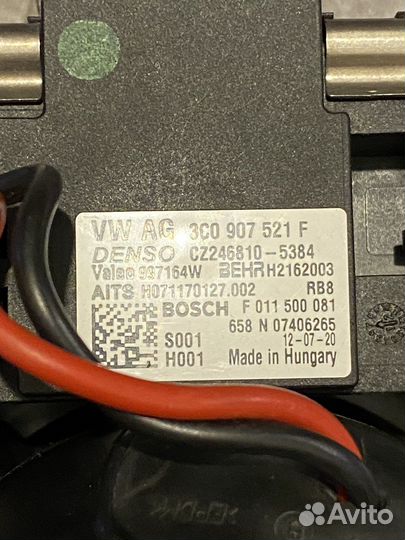 VW AG 3C0 907 521 F
DENSO CZ246810-5384
Valeo 997164W BEHR H2162003
AITS H071170127.002 RB8
BOSCH F 011 500 081
658 N 07406265
S001 12-07-20
H001 Made in Hungary
>EPDM<
Avito